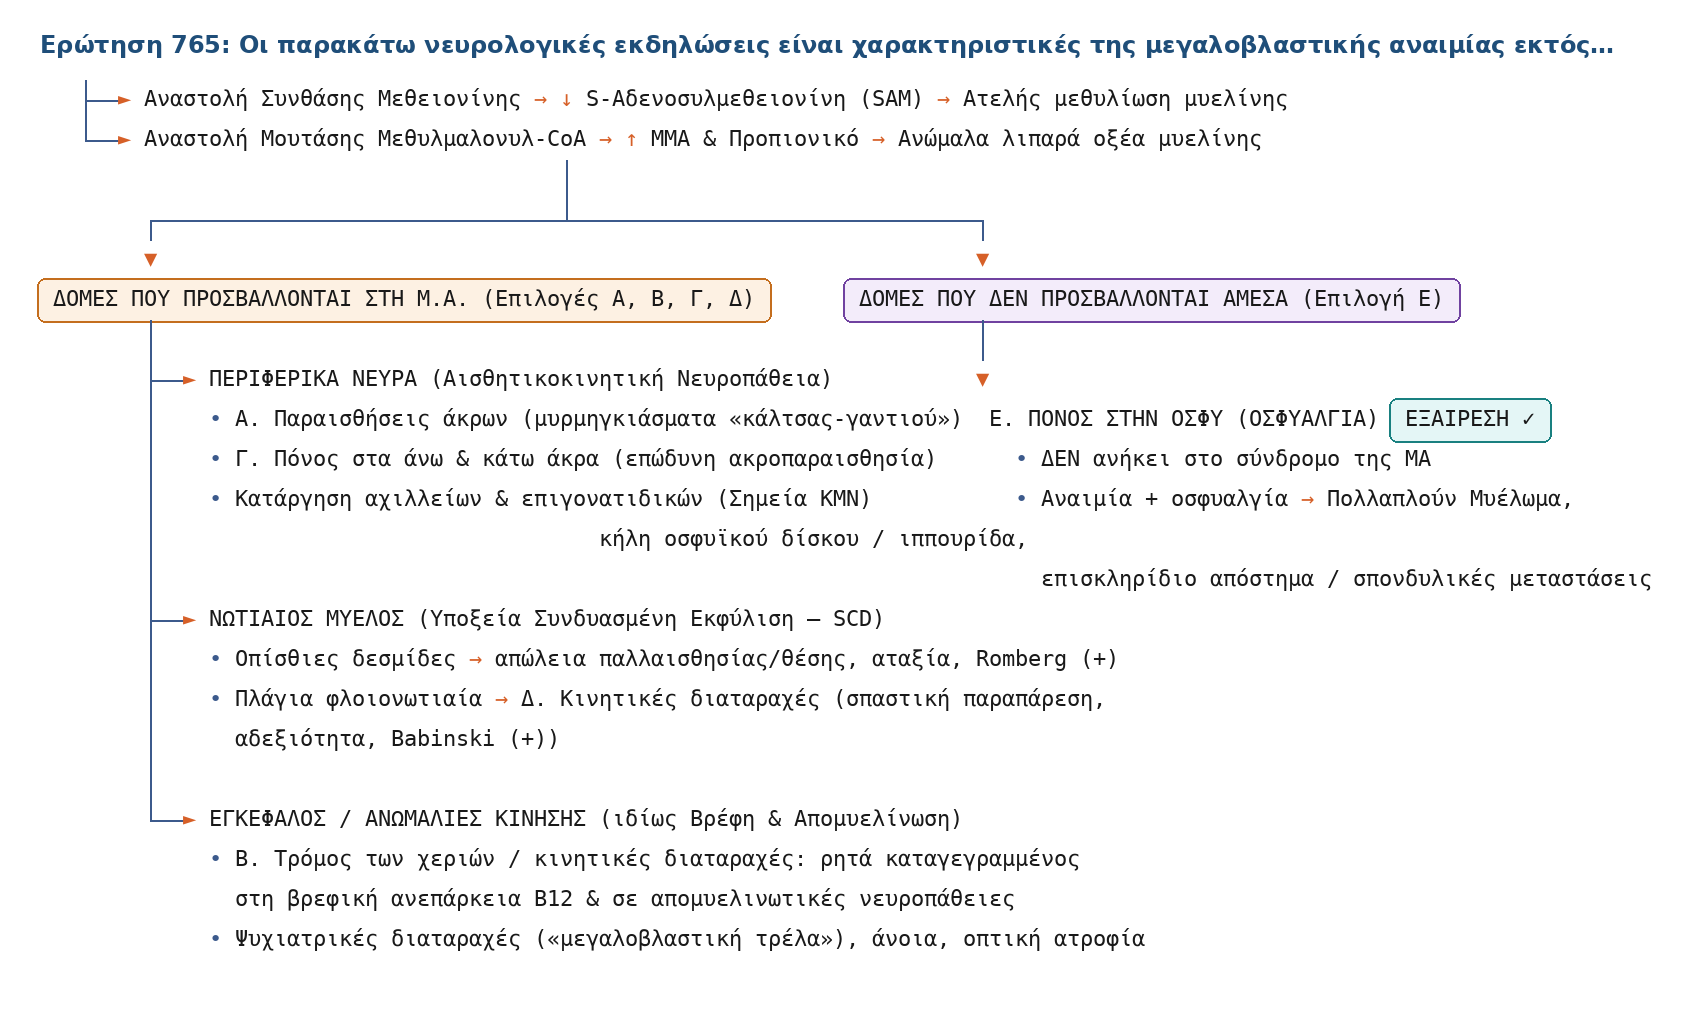 Ερώτηση 765: Οι παρακάτω νευρολογικές εκδηλώσεις είναι χαρακτηριστικές της μεγαλοβλαστικής αναιμίας εκτός…
► Αναστολή Συνθάσης Μεθειονίνης → ↓ S-Αδενοσυλμεθειονίνη (SAM) → Ατελής μεθυλίωση μυελίνης
► Αναστολή Μουτάσης Μεθυλμαλονυλ-CoA → ↑ MMA & Προπιονικό → Ανώμαλα λιπαρά οξέα μυελίνης
▼ ▼
ΔΟΜΕΣ ΠΟΥ ΠΡΟΣΒΑΛΛΟΝΤΑΙ ΣΤΗ Μ.Α. (Επιλογές Α, Β, Γ, Δ) ΔΟΜΕΣ ΠΟΥ ΔΕΝ ΠΡΟΣΒΑΛΛΟΝΤΑΙ ΑΜΕΣΑ (Επιλογή Ε)
► ΠΕΡΙΦΕΡΙΚΑ ΝΕΥΡΑ (Αισθητικοκινητική Νευροπάθεια) ▼
• Α. Παραισθήσεις άκρων (μυρμηγκιάσματα «κάλτσας-γαντιού») Ε. ΠΟΝΟΣ ΣΤΗΝ ΟΣΦΥ (ΟΣΦΥΑΛΓΙΑ) ΕΞΑΙΡΕΣΗ ✓
• Γ. Πόνος στα άνω & κάτω άκρα (επώδυνη ακροπαραισθησία) • ΔΕΝ ανήκει στο σύνδρομο της ΜΑ
• Κατάργηση αχιλλείων & επιγονατιδικών (Σημεία ΚΜΝ) • Αναιμία + οσφυαλγία → Πολλαπλούν Μυέλωμα,
κήλη οσφυϊκού δίσκου / ιππουρίδα,
επισκληρίδιο απόστημα / σπονδυλικές μεταστάσεις
► ΝΩΤΙΑΙΟΣ ΜΥΕΛΟΣ (Υποξεία Συνδυασμένη Εκφύλιση – SCD)
• Οπίσθιες δεσμίδες → απώλεια παλλαισθησίας/θέσης, αταξία, Romberg (+)
• Πλάγια φλοιονωτιαία → Δ. Κινητικές διαταραχές (σπαστική παραπάρεση,
αδεξιότητα, Babinski (+))
► ΕΓΚΕΦΑΛΟΣ / ΑΝΩΜΑΛΙΕΣ ΚΙΝΗΣΗΣ (ιδίως Βρέφη & Απομυελίνωση)
• Β. Τρόμος των χεριών / κινητικές διαταραχές: ρητά καταγεγραμμένος
στη βρεφική ανεπάρκεια Β12 & σε απομυελινωτικές νευροπάθειες
• Ψυχιατρικές διαταραχές («μεγαλοβλαστική τρέλα»), άνοια, οπτική ατροφία